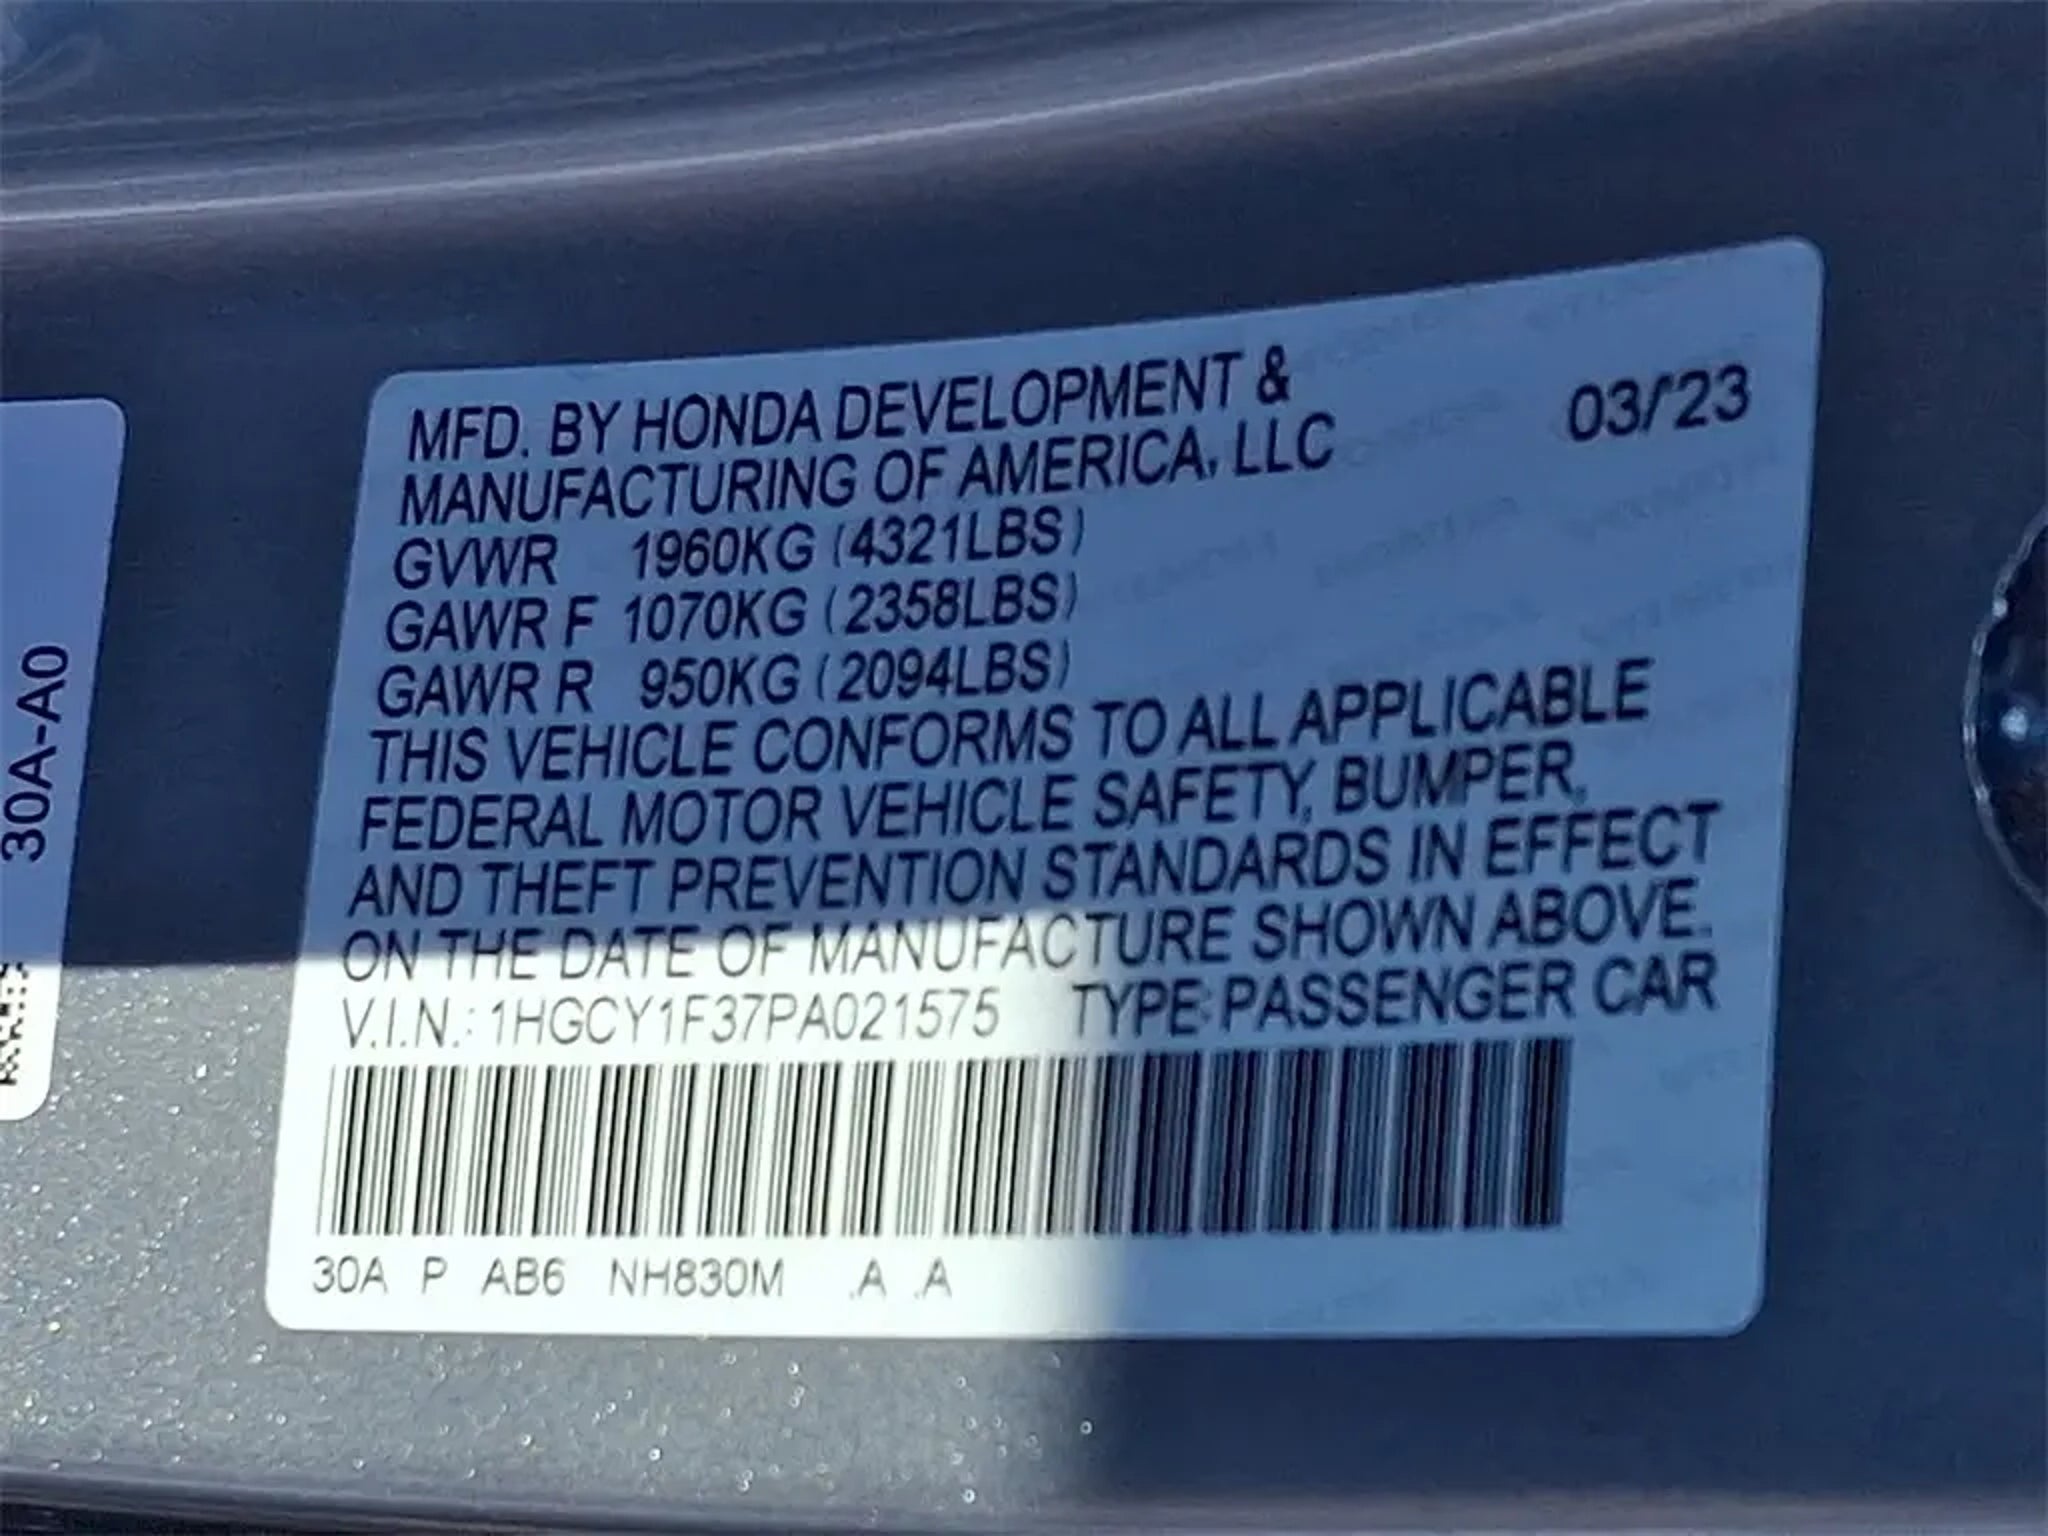 MFD. BY HONDA DEVELOPMENT &
MANUFACTURING OF AMERICA, LLC
03/'23
GVWR 1960KG (4321LBS)
GAWR F 1070KG (2358LBS)
GAWR R 950KG (2094LBS)
THIS VEHICLE CONFORMS TO ALL APPLICABLE
FEDERAL MOTOR VEHICLE SAFETY, BUMPER,
AND THEFT PREVENTION STANDARDS IN EFFECT
ON THE DATE OF MANUFACTURE SHOWN ABOVE.
V.I.N.: 1HGCY1F37PA021575 TYPE: PASSENGER CAR
30A P AB6 NH830M .A .A
30A-A0